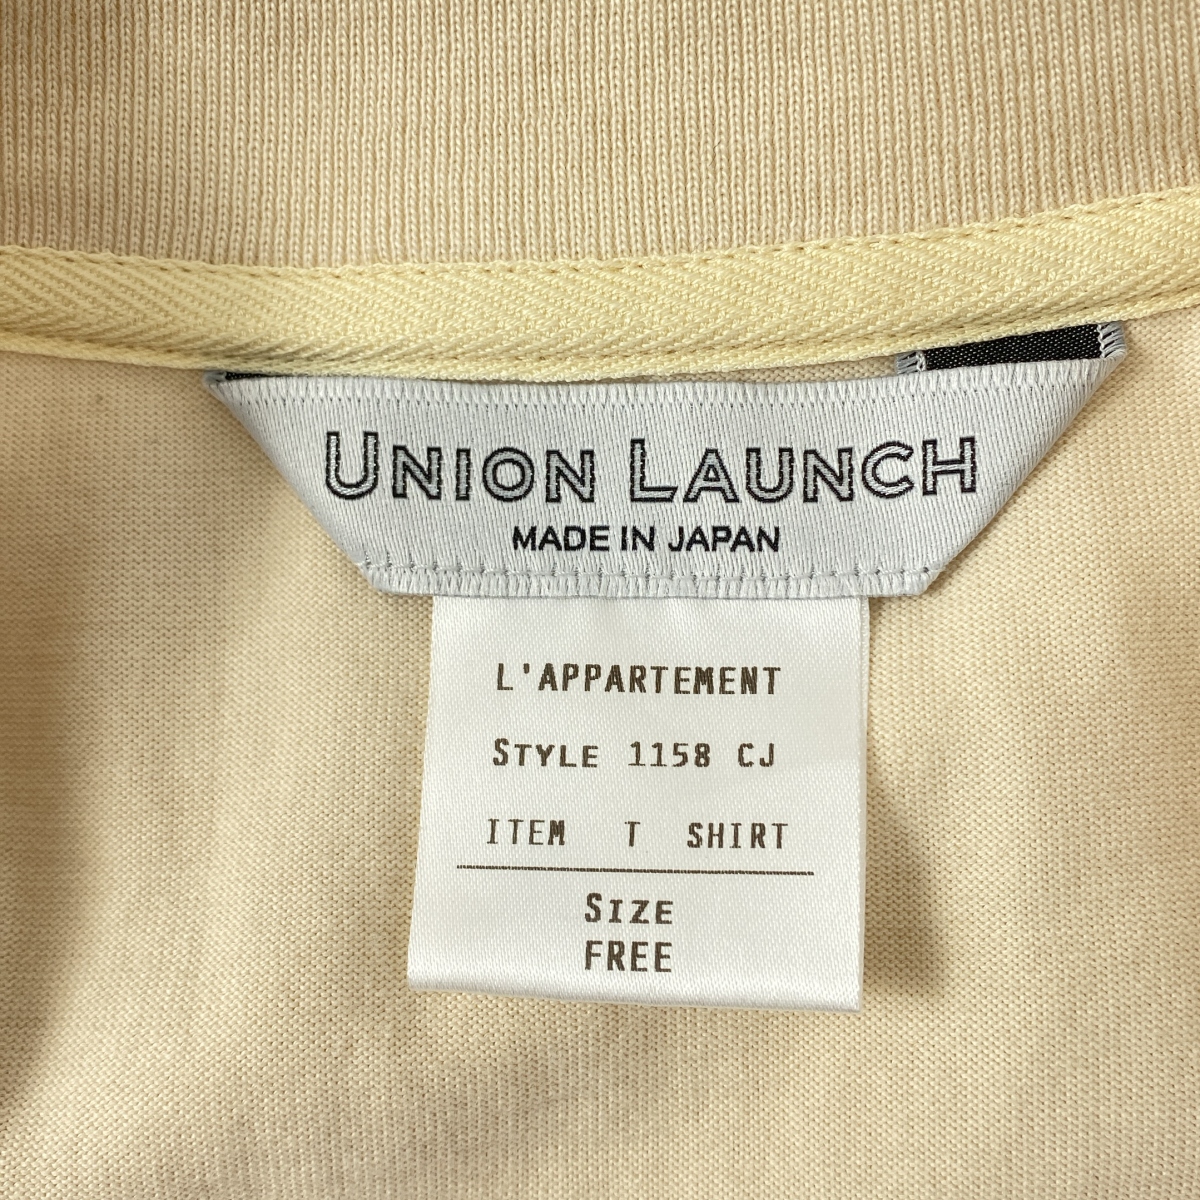 UNION LAUNCH
MADE IN JAPAN
L'APPARTEMENT
STYLE 1158 CJ
ITEM T SHIRT
SIZE
FREE